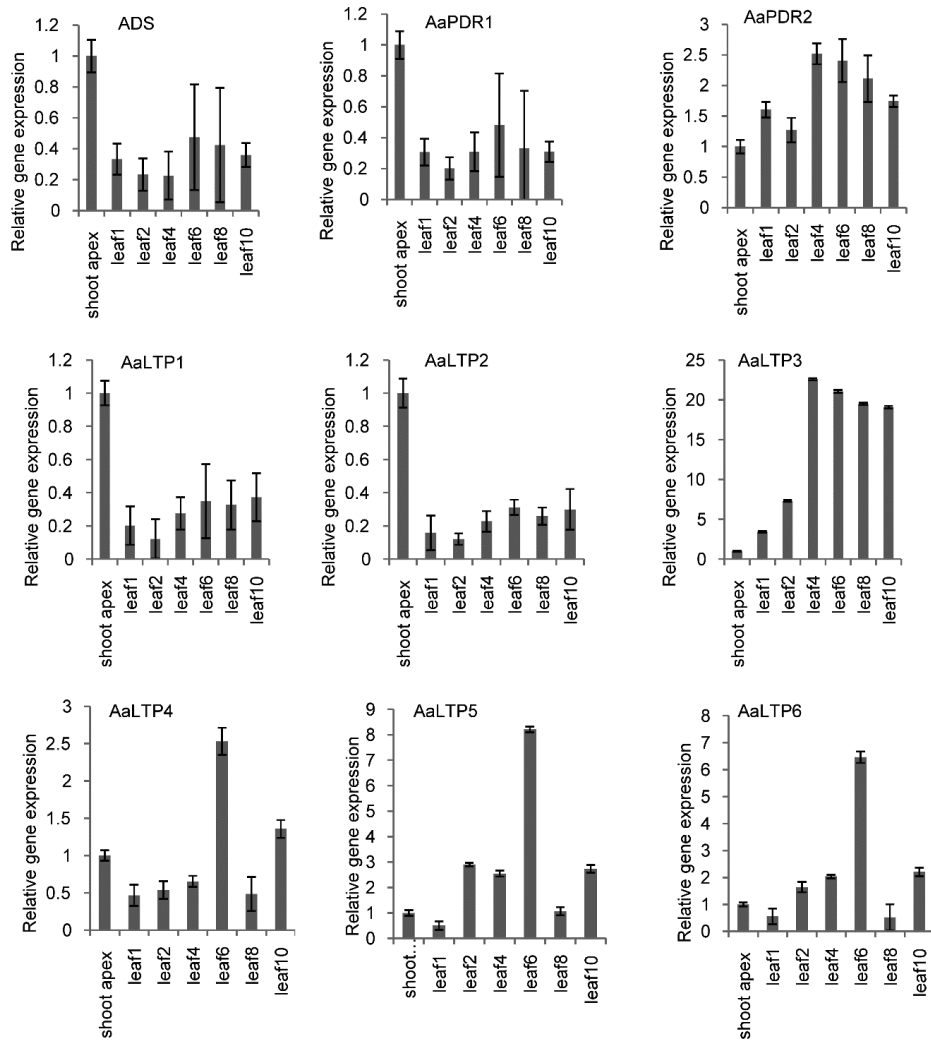 ADS
Relative gene expression
1.2
1
0.8
0.6
0.4
0.2
0
shoot apex
leaf1
leaf2
leaf4
leaf6
leaf8
leaf10
AaPDR1
Relative gene expression
1.2
1
0.8
0.6
0.4
0.2
0
shoot apex
leaf1
leaf2
leaf4
leaf6
leaf8
leaf10
AaPDR2
Relative gene expression
3
2.5
2
1.5
1
0.5
0
shoot apex
leaf1
leaf2
leaf4
leaf6
leaf8
leaf10
AaLTP1
Relative gene expression
1.2
1
0.8
0.6
0.4
0.2
0
shoot apex
leaf1
leaf2
leaf4
leaf6
leaf8
leaf10
AaLTP2
Relative gene expression
1.2
1
0.8
0.6
0.4
0.2
0
shoot apex
leaf1
leaf2
leaf4
leaf6
leaf8
leaf10
AaLTP3
Relative gene expression
25
20
15
10
5
0
shoot apex
leaf1
leaf2
leaf4
leaf6
leaf8
leaf10
AaLTP4
Relative gene expression
3
2.5
2
1.5
1
0.5
0
shoot apex
leaf1
leaf2
leaf4
leaf6
leaf8
leaf10
AaLTP5
Relative gene expression
9
8
7
6
5
4
3
2
1
0
shoot...
leaf1
leaf2
leaf4
leaf6
leaf8
leaf10
AaLTP6
Relative gene expression
8
7
6
5
4
3
2
1
0
shoot apex
leaf1
leaf2
leaf4
leaf6
leaf8
leaf10